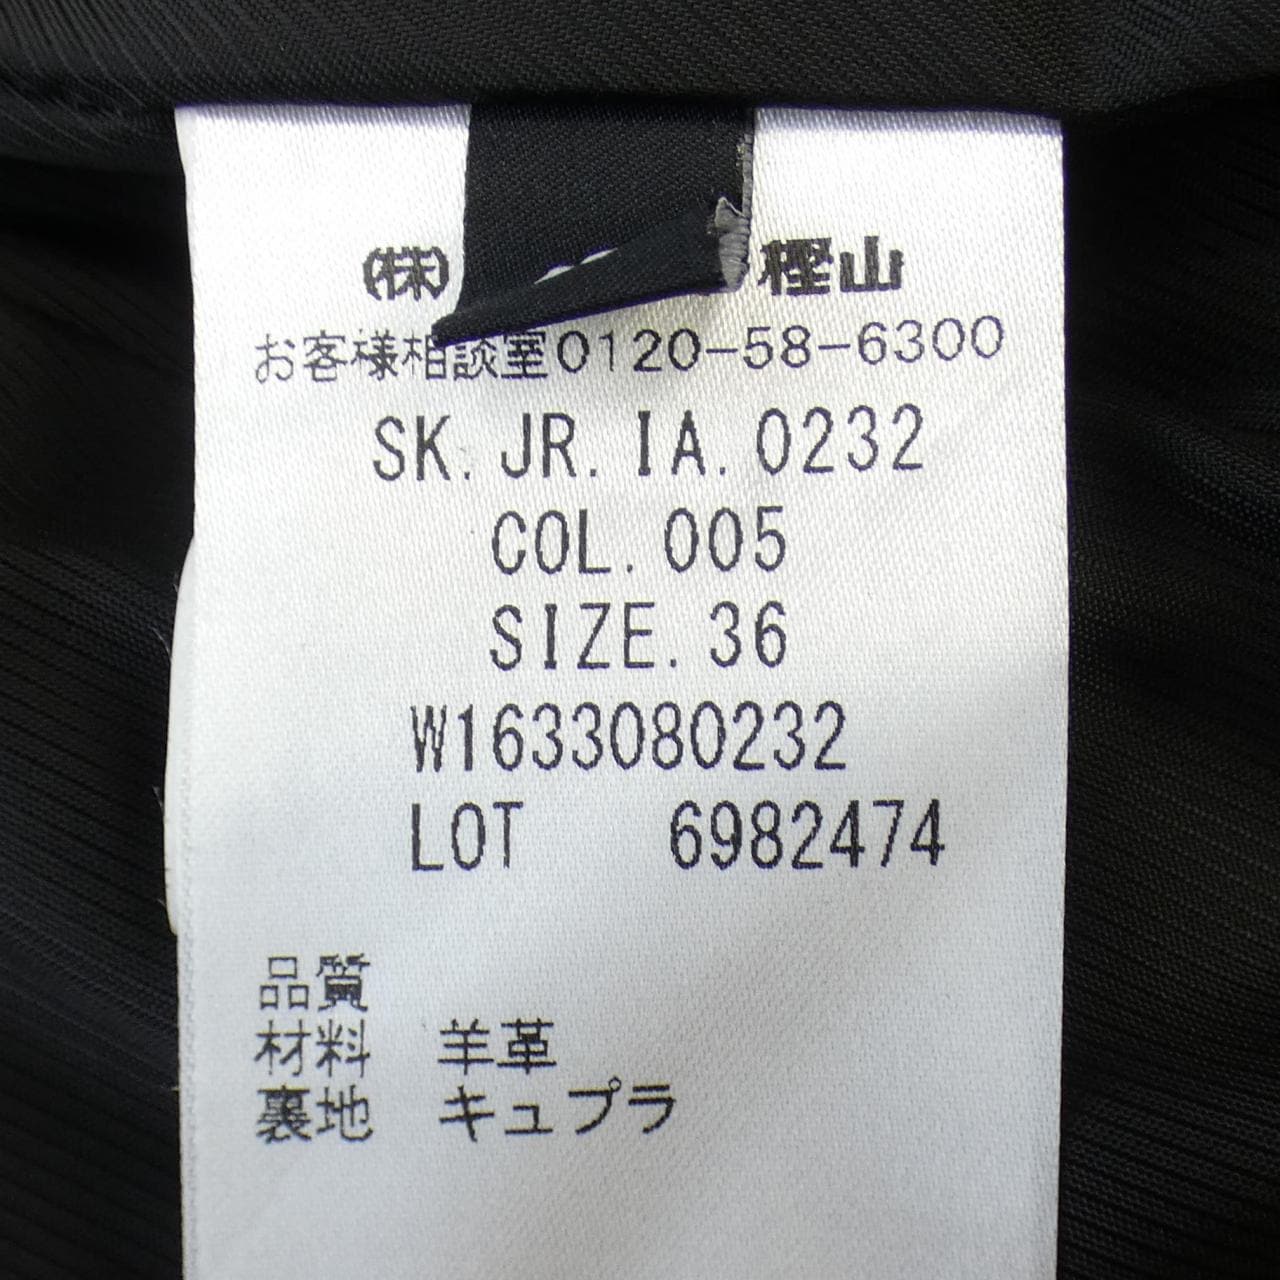 (株) 樫山
お客様相談室0120-58-6300
SK.JR.IA.0232
COL.005
SIZE.36
W1633080232
LOT 6982474
品質
材料 羊革
裏地 キュプラ